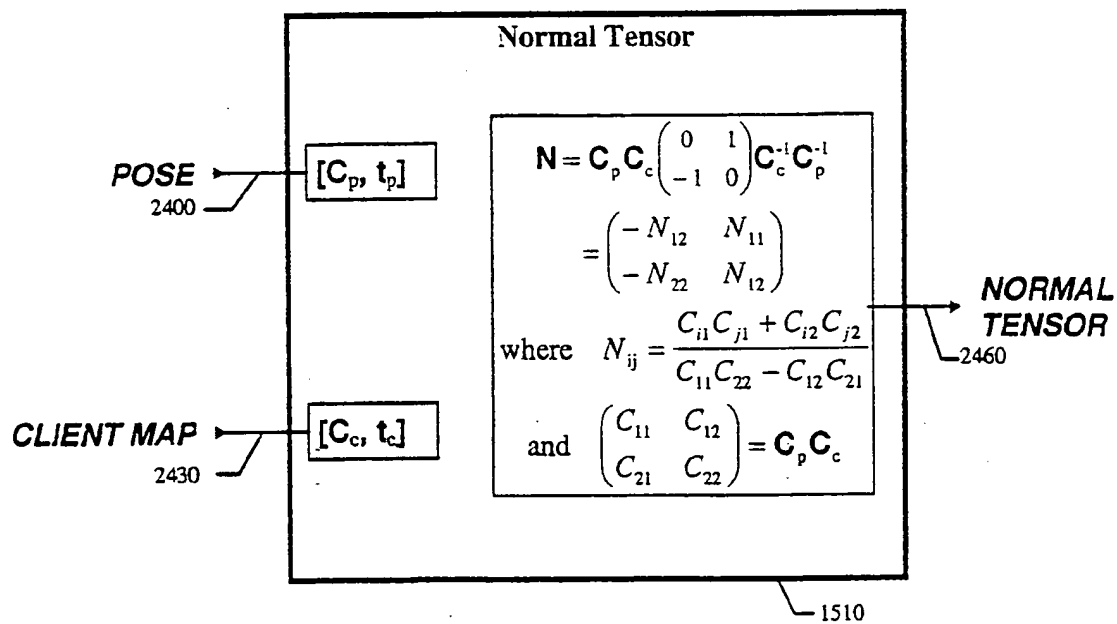 Normal Tensor
POSE
2400
[C_p, t_p]
CLIENT MAP
2430
[C_c, t_c]
N = C_p C_c (0 1 / -1 0) C_c^-1 C_p^-1
= (-N_12 N_11 / -N_22 N_12)
where N_ij = (C_i1 C_j1 + C_i2 C_j2) / (C_11 C_22 - C_12 C_21)
and (C_11 C_12 / C_21 C_22) = C_p C_c
NORMAL
TENSOR
2460
1510